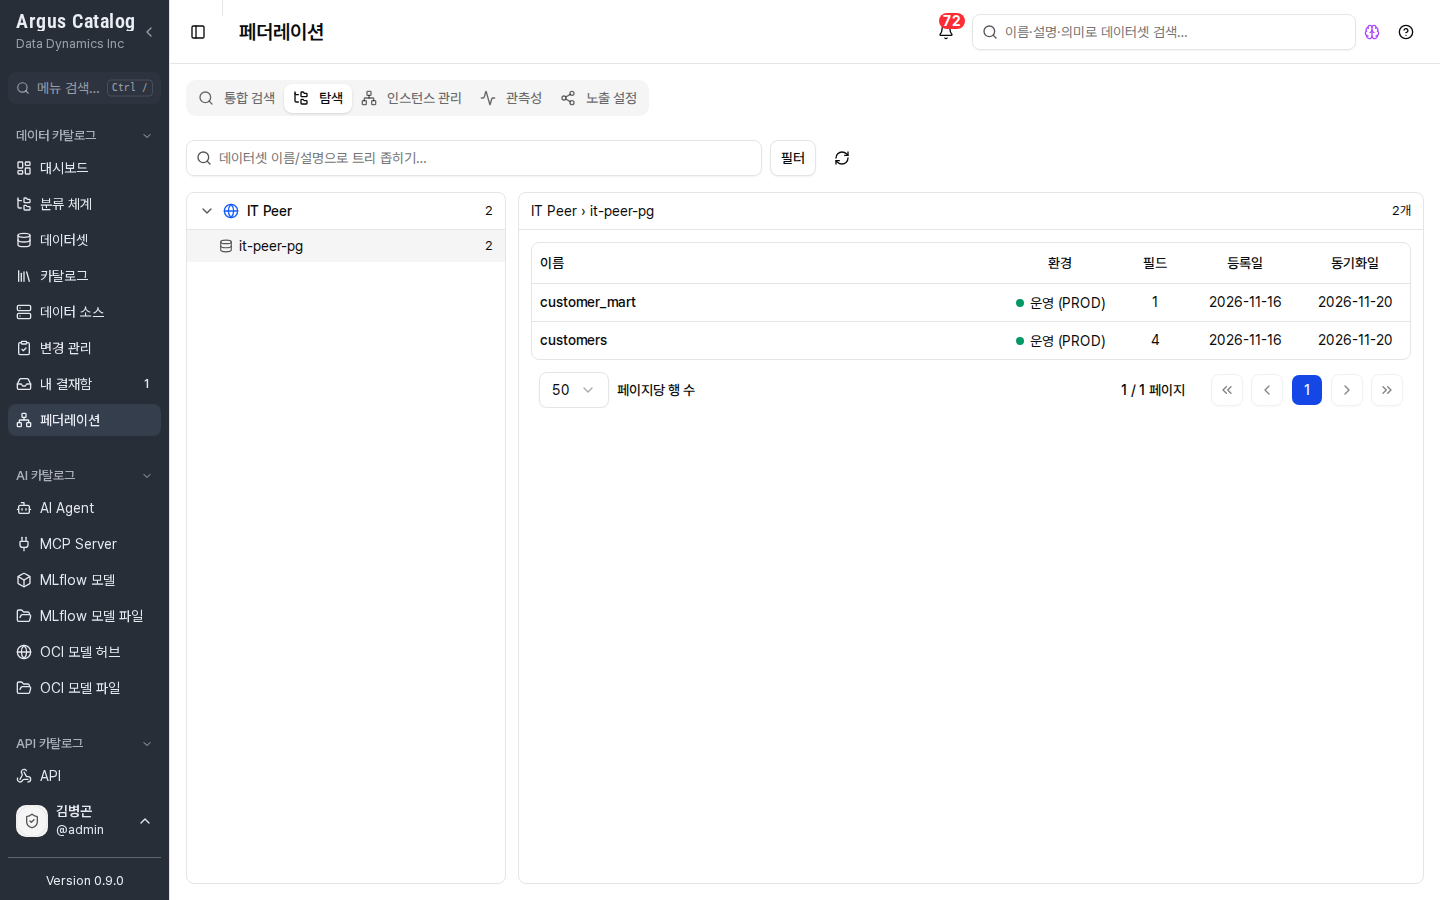 Argus Catalog
Data Dynamics Inc
메뉴 검색...
Ctrl /
데이터 카탈로그
대시보드
분류 체계
데이터셋
카탈로그
데이터 소스
변경 관리
내 결재함
1
페더레이션
AI 카탈로그
AI Agent
MCP Server
MLflow 모델
MLflow 모델 파일
OCI 모델 허브
OCI 모델 파일
API 카탈로그
API
김병곤
@admin
Version 0.9.0
페더레이션
72
이름·설명·의미로 데이터셋 검색...
통합 검색
탐색
인스턴스 관리
관측성
노출 설정
데이터셋 이름/설명으로 트리 좁히기...
필터
IT Peer
2
it-peer-pg
2
IT Peer › it-peer-pg
2개
이름 환경 필드 등록일 동기화일
customer_mart 운영 (PROD) 1 2026-11-16 2026-11-20
customers 운영 (PROD) 4 2026-11-16 2026-11-20
50
페이지당 행 수
1 / 1 페이지
1